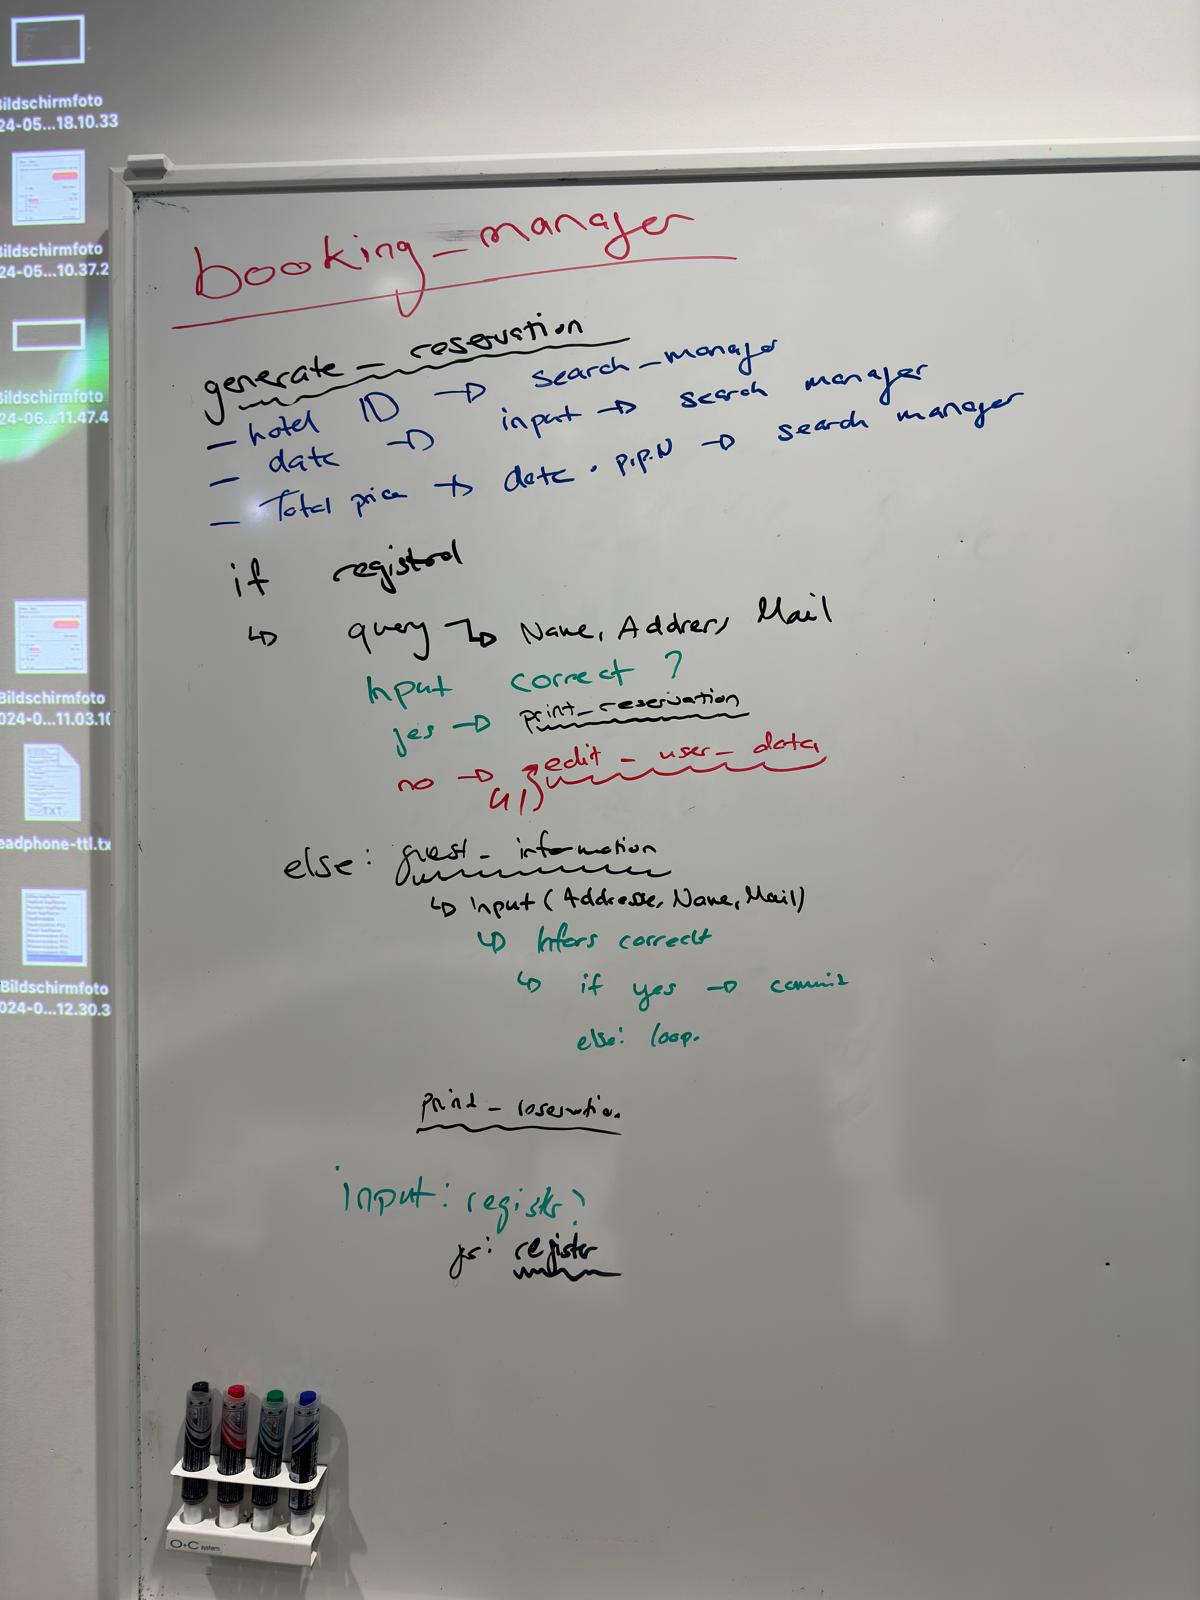 Bildschirmfoto
24-05...18.10.33
Bildschirmfoto
24-05...10.37.2
Bildschirmfoto
24-06...11.47.4
Bildschirmfoto
024-0...11.03.10
TXT
eadphone-ttl.tx
Bildschirmfoto
024-0...12.30.3
booking_manager
generate_reservation
- hotel ID → search_manager
- date → input → search manager
- Total price → date · p.p.N → search manager
if registred
↳ query ↳ Name, Address, Mail
Input correct ?
yes → print_reservation
no → edit_user_data
else: guest_information
↳ Input (Addresse, Name, Mail)
↳ Infors correct
↳ if yes → commit
else: loop.
print_reservation
input: register?
yes: register
O+C system